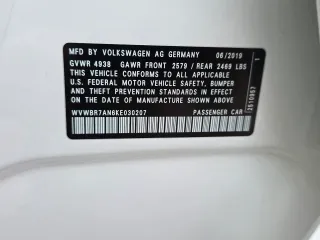 MFD. BY VOLKSWAGEN AG GERMANY 06/2019
GVWR 4938 GAWR FRONT 2579 / REAR 2469 LBS
THIS VEHICLE CONFORMS TO ALL APPLICABLE
U.S. FEDERAL MOTOR VEHICLE SAFETY, BUMPER, AND
THEFT PREVENTION STANDARDS IN EFFECT ON THE
DATE OF MANUFACTURE SHOWN ABOVE.
WVWBR7AN6KE030207 PASSENGER CAR